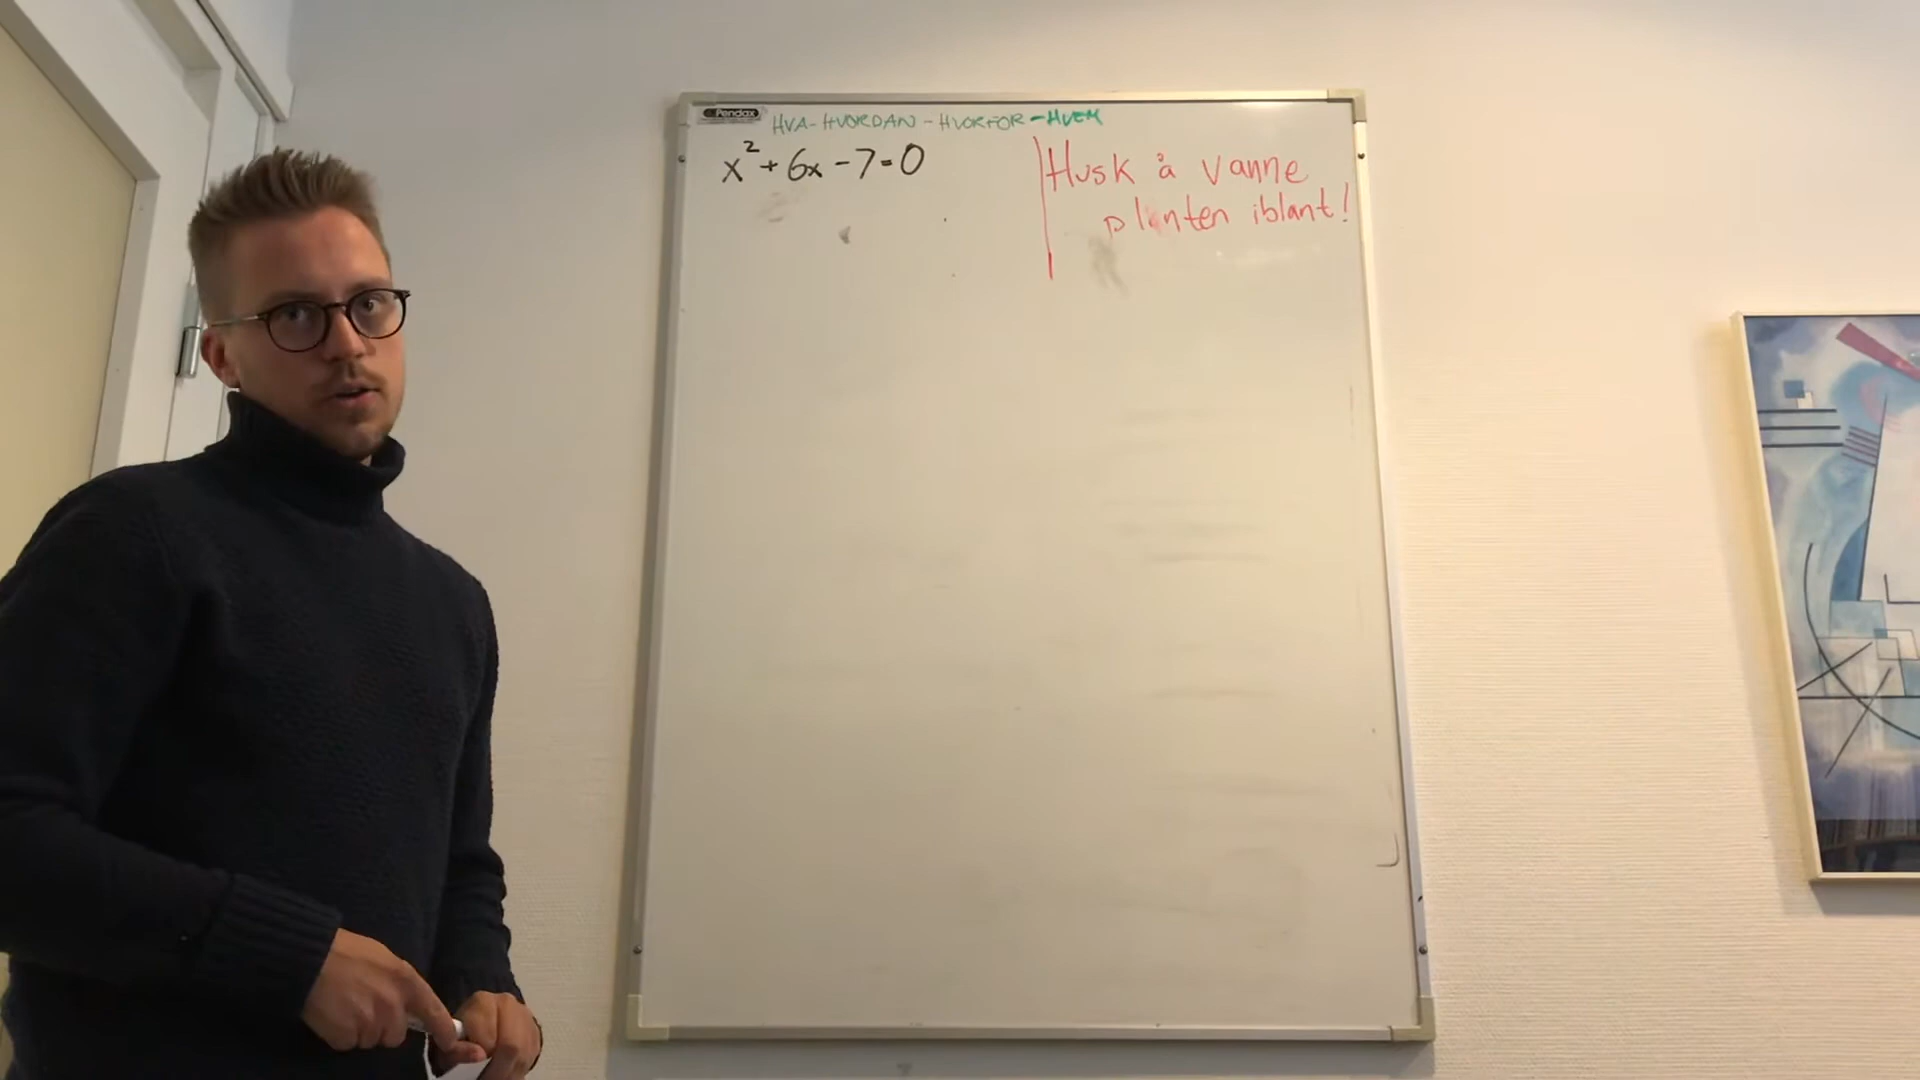 Pendax
HVA-HVORDAN-HVORFOR-HVEM
x²+6x-7=0
Husk å vanne
planten iblant!